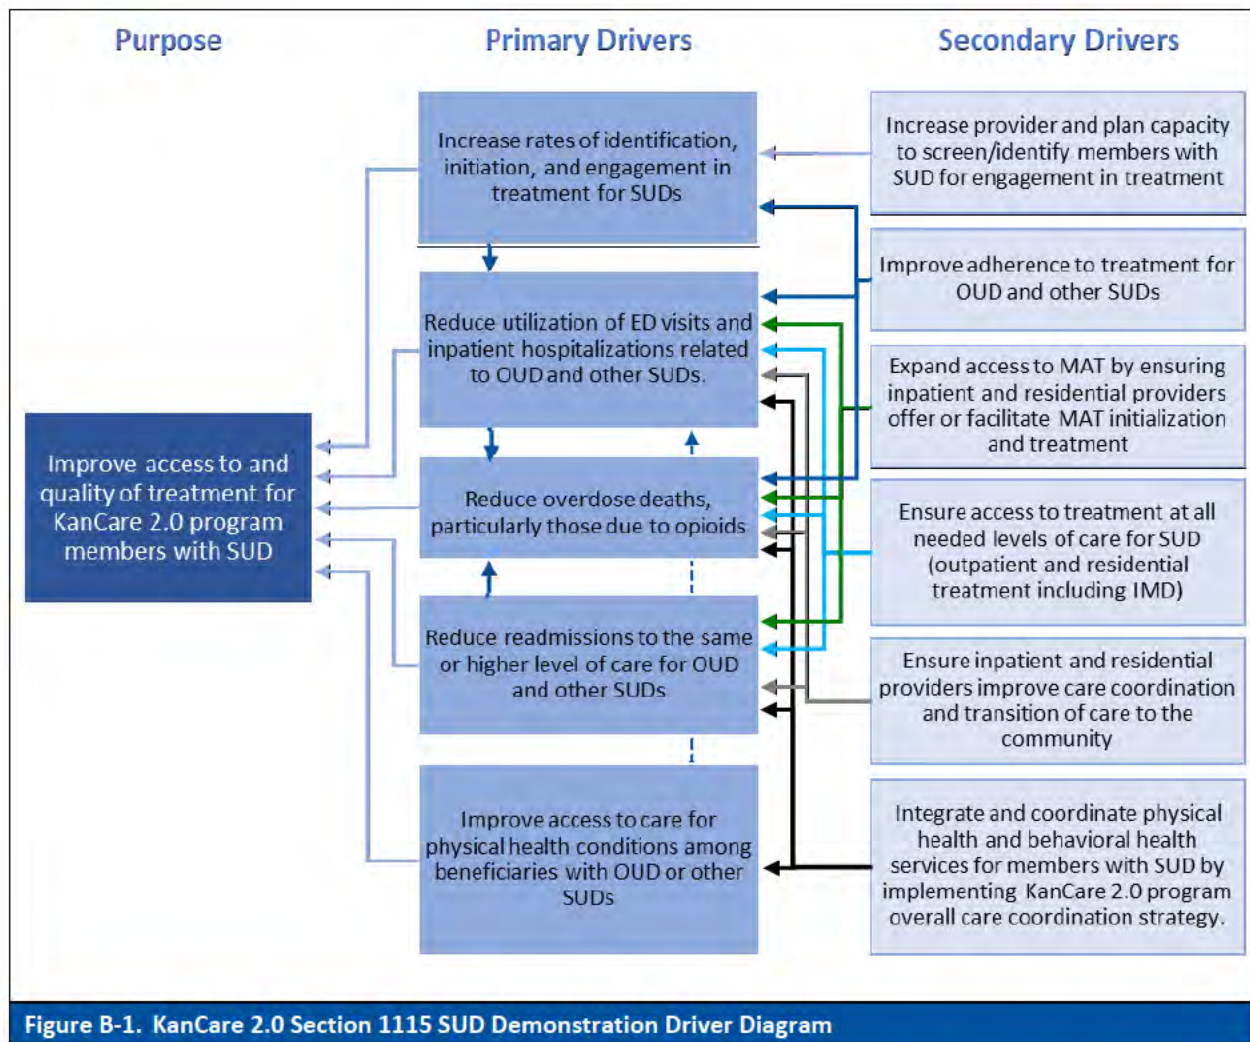 Purpose
Primary Drivers
Secondary Drivers
Improve access to and
quality of treatment for
KanCare 2.0 program
members with SUD
Increase rates of identification,
initiation, and engagement in
treatment for SUDs
Reduce utilization of ED visits and
inpatient hospitalizations related
to OUD and other SUDs.
Reduce overdose deaths,
particularly those due to opioids
Reduce readmissions to the same
or higher level of care for OUD
and other SUDs
Improve access to care for
physical health conditions among
beneficiaries with OUD or other
SUDs
Increase provider and plan capacity
to screen/identify members with
SUD for engagement in treatment
Improve adherence to treatment for
OUD and other SUDs
Expand access to MAT by ensuring
inpatient and residential providers
offer or facilitate MAT initialization
and treatment
Ensure access to treatment at all
needed levels of care for SUD
(outpatient and residential
treatment including IMD)
Ensure inpatient and residential
providers improve care coordination
and transition of care to the
community
Integrate and coordinate physical
health and behavioral health
services for members with SUD by
implementing KanCare 2.0 program
overall care coordination strategy.
Figure B-1. KanCare 2.0 Section 1115 SUD Demonstration Driver Diagram